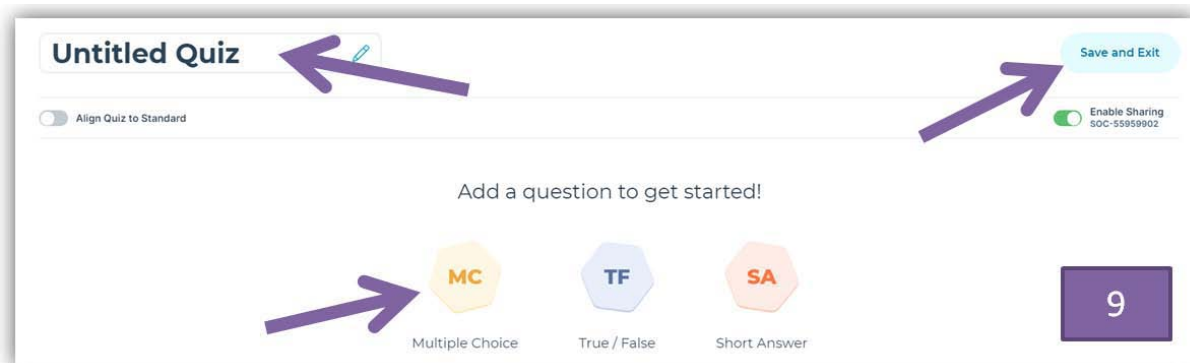 Untitled Quiz
Save and Exit
Align Quiz to Standard
Enable Sharing
SOC-55959902
Add a question to get started!
MC
TF
SA
Multiple Choice
True / False
Short Answer
9